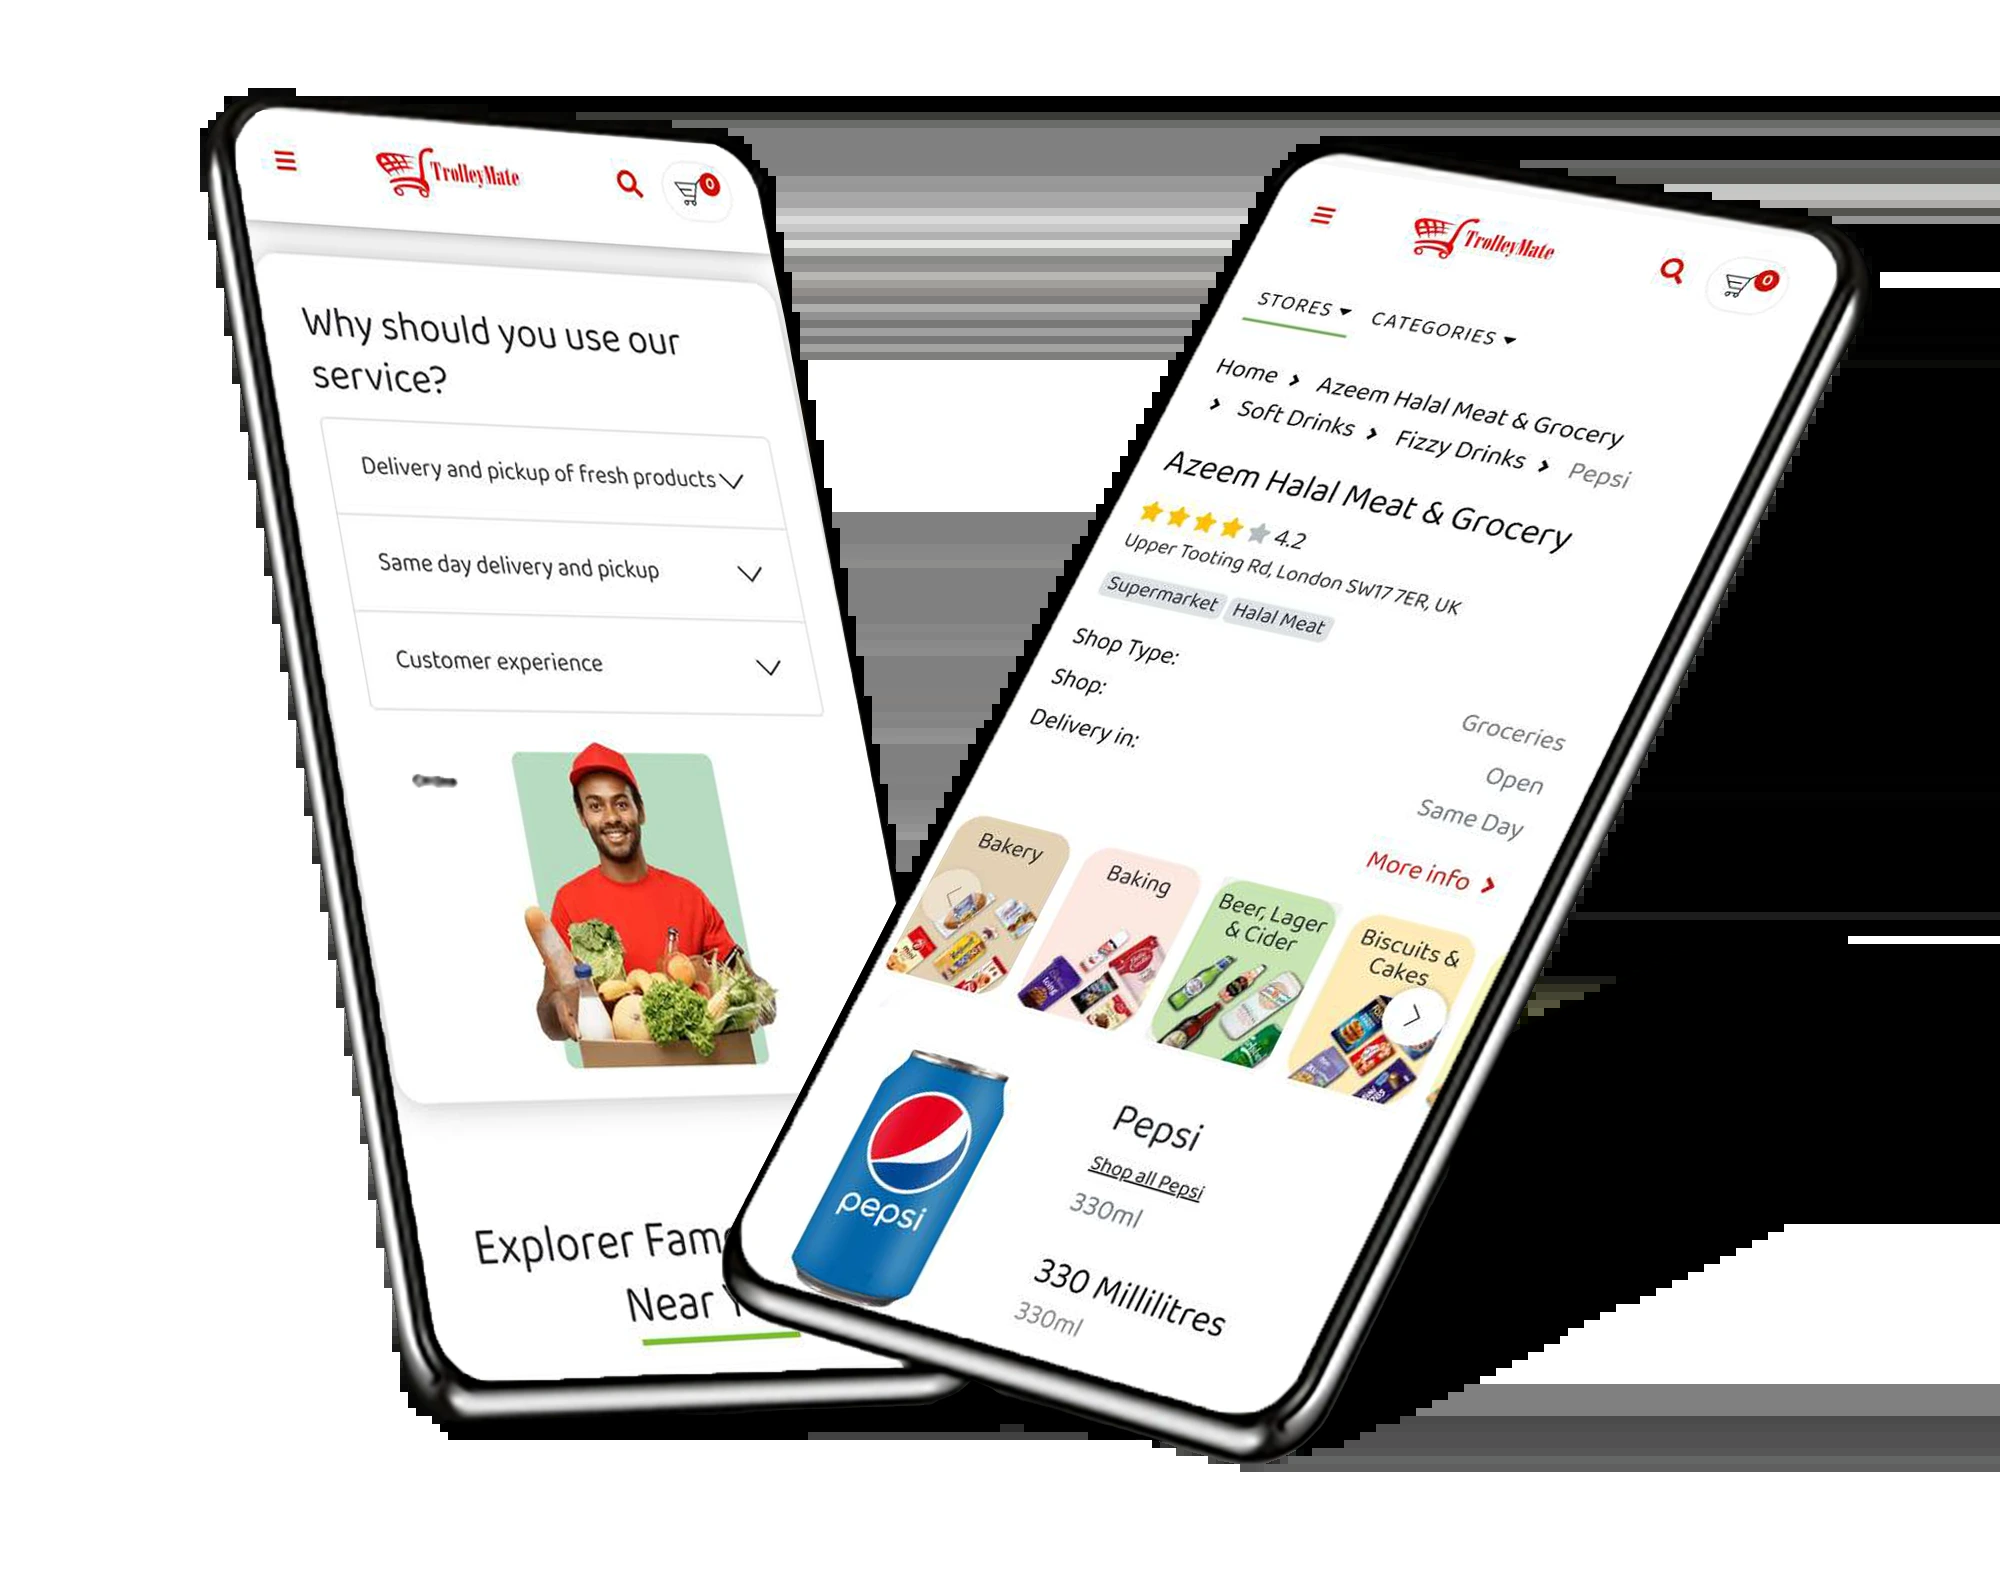 TrolleyMate
0
Why should you use our
service?
Delivery and pickup of fresh products
Same day delivery and pickup
Customer experience
Explorer Fam
Near
TrolleyMate
0
STORES CATEGORIES
Home Azeem Halal Meat & Grocery
Soft Drinks Fizzy Drinks Pepsi
Azeem Halal Meat & Grocery
4.2
Upper Tooting Rd, London SW17 7ER, UK
Supermarket Halal Meat
Shop Type:
Shop:
Delivery in:
Groceries
Open
Same Day
More info
Bakery
Baking
Beer, Lager
& Cider
Biscuits &
Cakes
pepsi
Pepsi
Shop all Pepsi
330ml
330 Millilitres
330ml